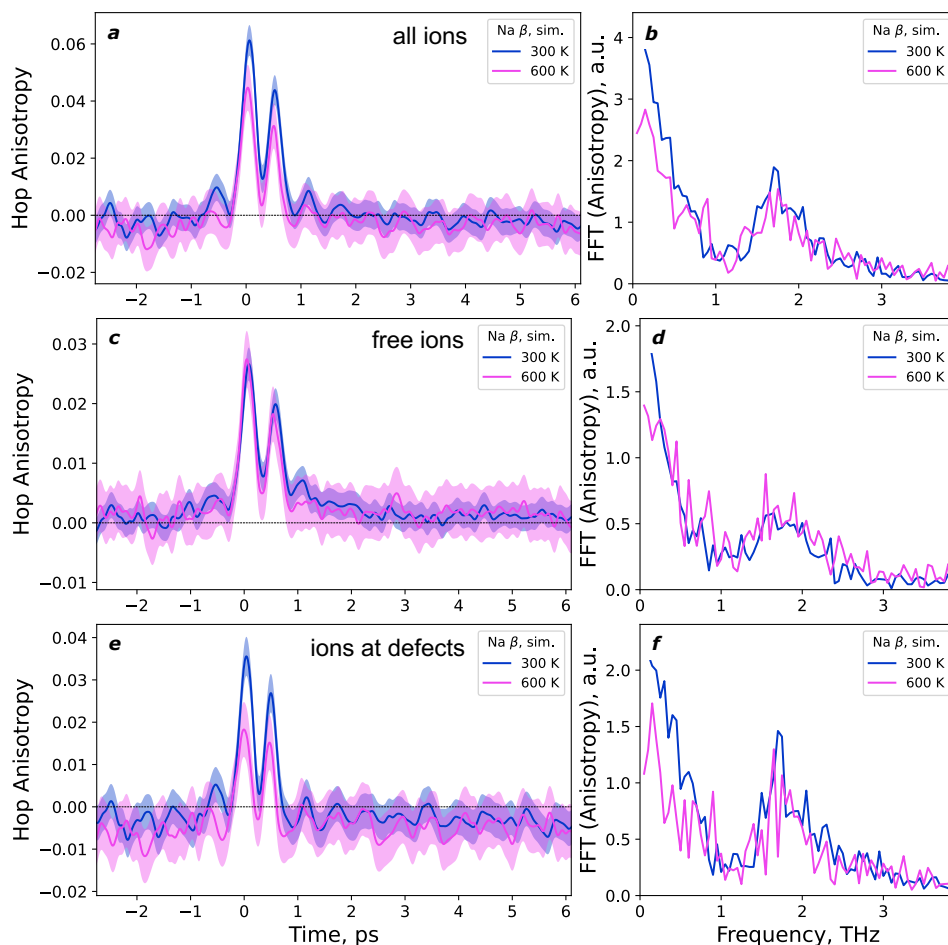 a
all ions
Na β, sim.
300 K
600 K
Hop Anisotropy
0.06
0.04
0.02
0.00
−0.02
−2 −1 0 1 2 3 4 5 6
b
Na β, sim.
300 K
600 K
FFT (Anisotropy), a.u.
4
3
2
1
0
1 2 3
c
free ions
Na β, sim.
300 K
600 K
Hop Anisotropy
0.03
0.02
0.01
0.00
−0.01
−2 −1 0 1 2 3 4 5 6
d
Na β, sim.
300 K
600 K
FFT (Anisotropy), a.u.
2.0
1.5
1.0
0.5
0.0
1 2 3
e
ions at defects
Na β, sim.
300 K
600 K
Hop Anisotropy
0.04
0.03
0.02
0.01
0.00
−0.01
−0.02
−2 −1 0 1 2 3 4 5 6
Time, ps
f
Na β, sim.
300 K
600 K
FFT (Anisotropy), a.u.
2.0
1.5
1.0
0.5
0.0
0 1 2 3
Frequency, THz